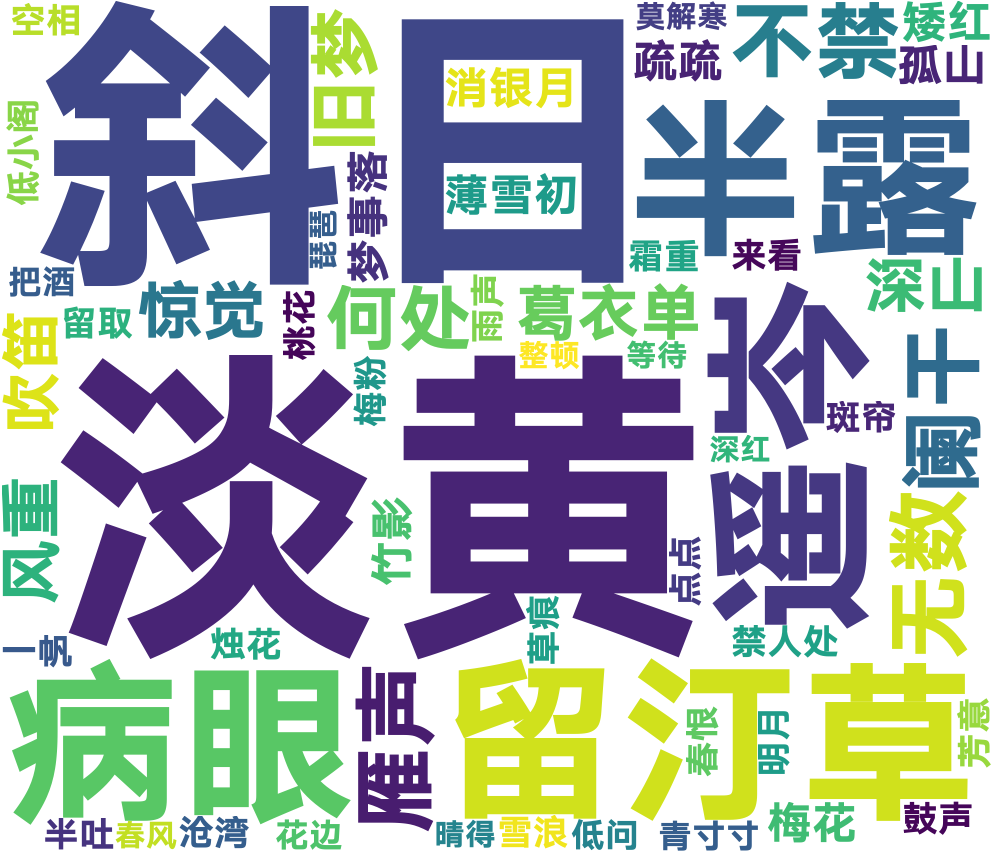 空相
斜日
旧梦
消银月
莫解寒
疏疏
不禁
矮红
孤山
低小阁
薄雪初
半露
琵琶
梦事落
霜重
来看
把酒
留取
惊觉
桃花
何处
雨声
葛衣单
深山
吹笛
整顿
等待
遥岑
阑干
梅粉
斑帘
深红
淡黄
风重
竹影
点点
无数
一帆
烛花
草痕
禁人处
病眼
雁声
留汀草
春恨
明月
芳意
半吐
春风
沧湾
花边
晴得
雪浪
低问
青寸寸
梅花
鼓声